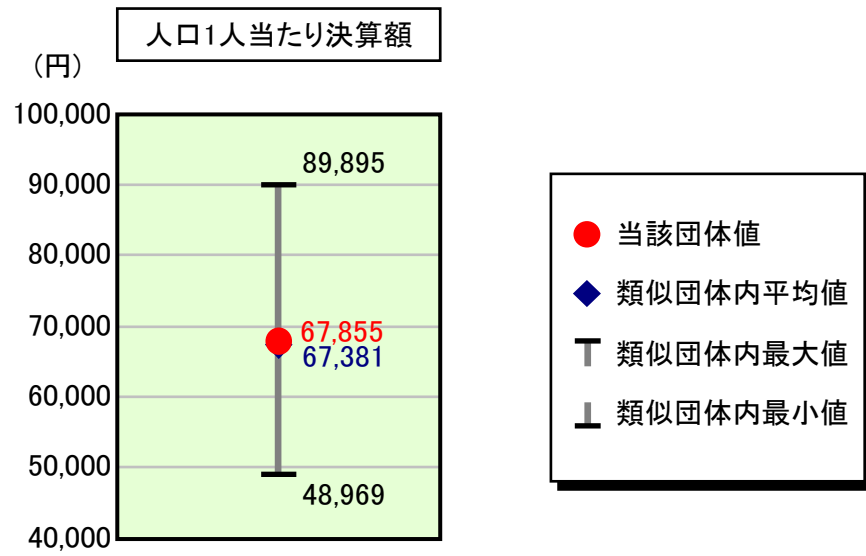 人口1人当たり決算額
(円)
100,000
90,000
80,000
70,000
60,000
50,000
40,000
89,895
67,855
67,381
48,969
当該団体値
類似団体内平均値
類似団体内最大値
類似団体内最小値